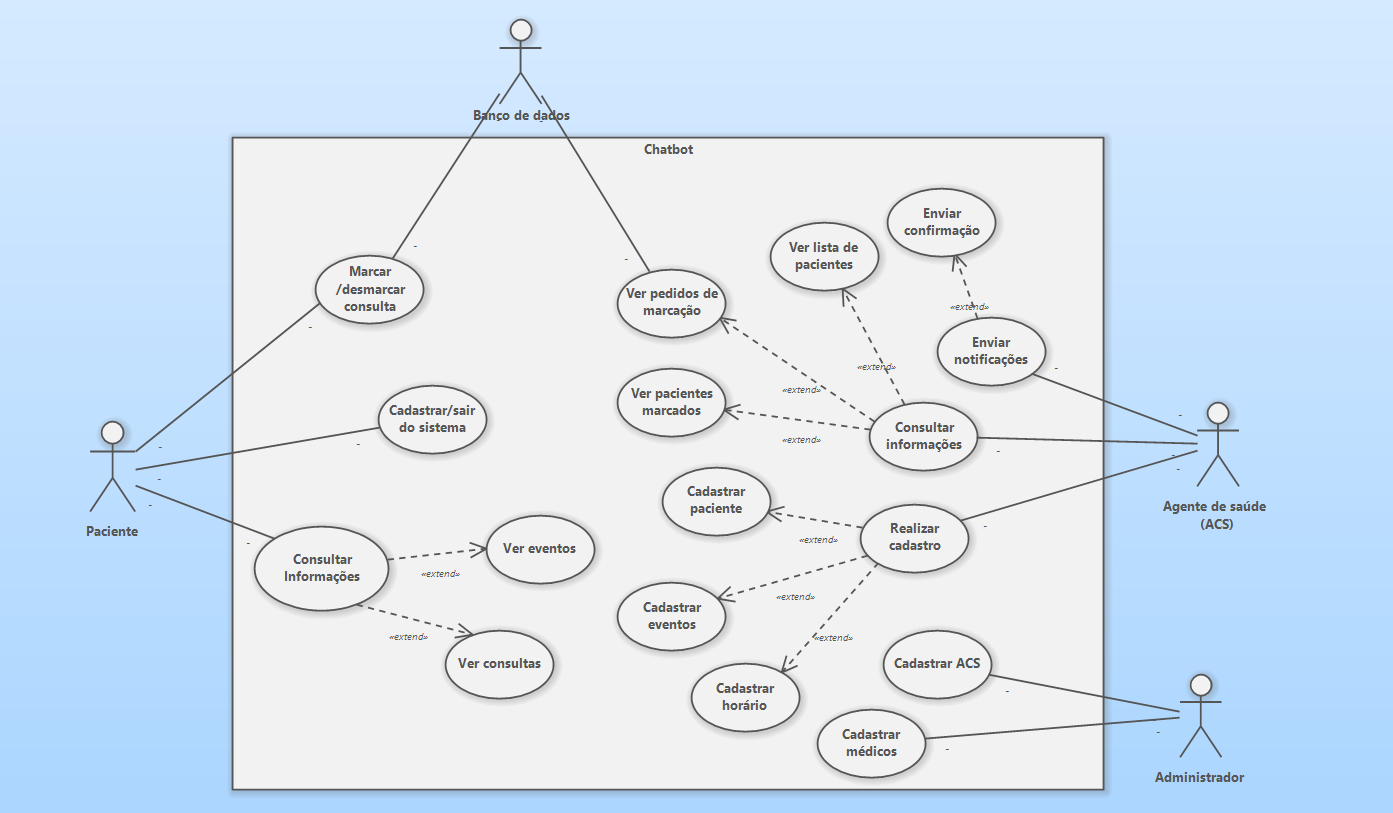 Banco de dados
Chatbot
Enviar
confirmação
Ver lista de
pacientes
Marcar
/desmarcar
consulta
Ver pedidos de
marcação
«extend»
Enviar
notificações
«extend»
«extend»
Ver pacientes
marcados
Cadastrar/sair
do sistema
Consultar
informações
«extend»
Paciente
Agente de saúde
(ACS)
Cadastrar
paciente
Realizar
cadastro
«extend»
Consultar
Informações
Ver eventos
«extend»
«extend»
Cadastrar
eventos
«extend»
«extend»
Ver consultas
Cadastrar ACS
Cadastrar
horário
Cadastrar
médicos
Administrador